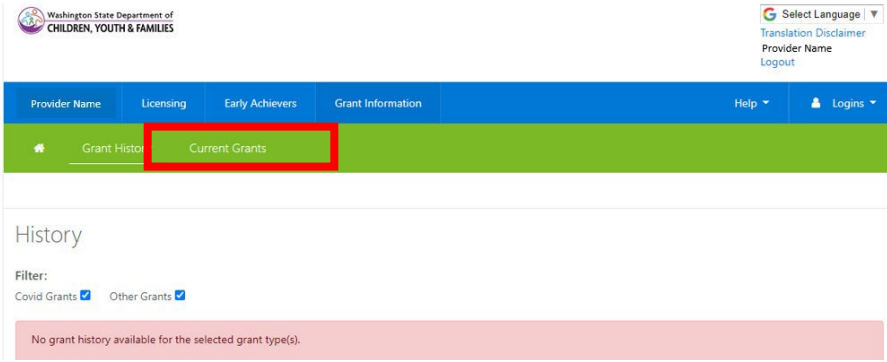 Washington State Department of
CHILDREN, YOUTH & FAMILIES
G Select Language ▼
Translation Disclaimer
Provider Name
Logout
Provider Name Licensing Early Achievers Grant Information Help Logins
Grant Histor Current Grants
History
Filter:
Covid Grants Other Grants
No grant history available for the selected grant type(s).